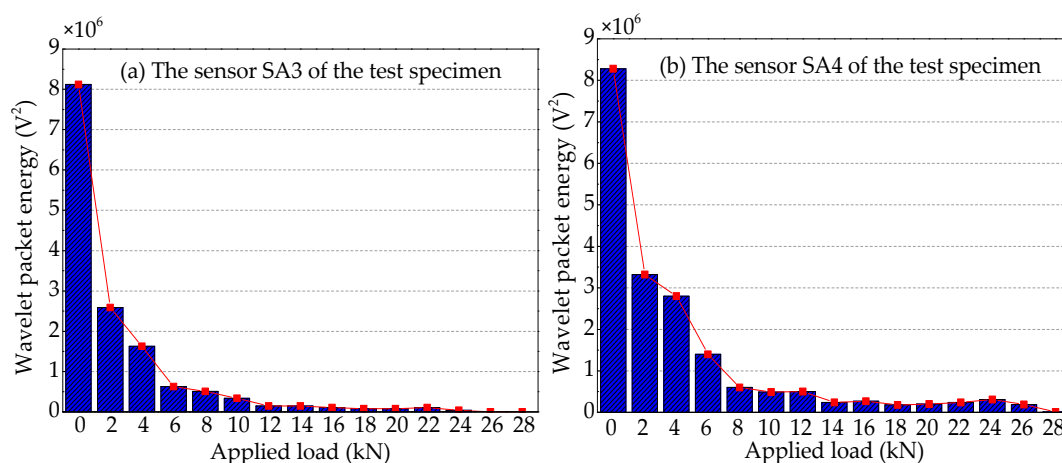 ×10⁶
9
8
7
6
5
4
3
2
1
0
Wavelet packet energy (V²)
(a) The sensor SA3 of the test specimen
0 2 4 6 8 10 12 14 16 18 20 22 24 26 28
Applied load (kN)
×10⁶
9
8
7
6
5
4
3
2
1
0
Wavelet packet energy (V²)
(b) The sensor SA4 of the test specimen
0 2 4 6 8 10 12 14 16 18 20 22 24 26 28
Applied load (kN)